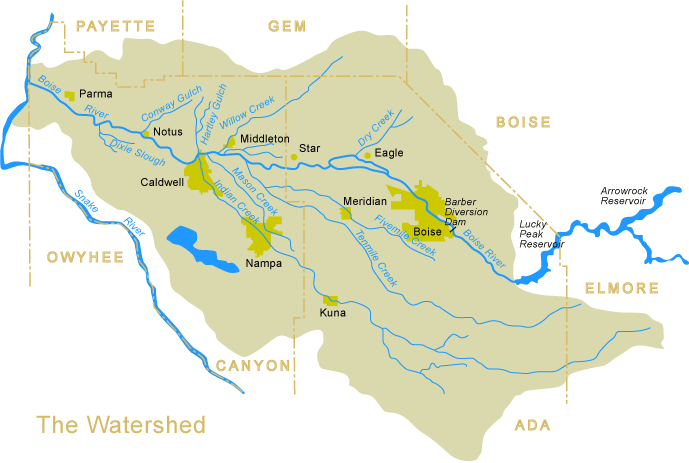 PAYETTE
GEM
BOISE
Parma
Boise
River
Conway Gulch
Hartley Gulch
Willow Creek
Dry Creek
Notus
Middleton
Star
Eagle
Dixie Slough
Caldwell
Mason Creek
Indian Creek
Meridian
Barber
Diversion
Dam
Arrowrock
Reservoir
Lucky
Peak
Reservoir
Snake
River
Fivemile Creek
Boise
Boise River
Tenmile Creek
OWYHEE
Nampa
ELMORE
Kuna
CANYON
The Watershed
ADA